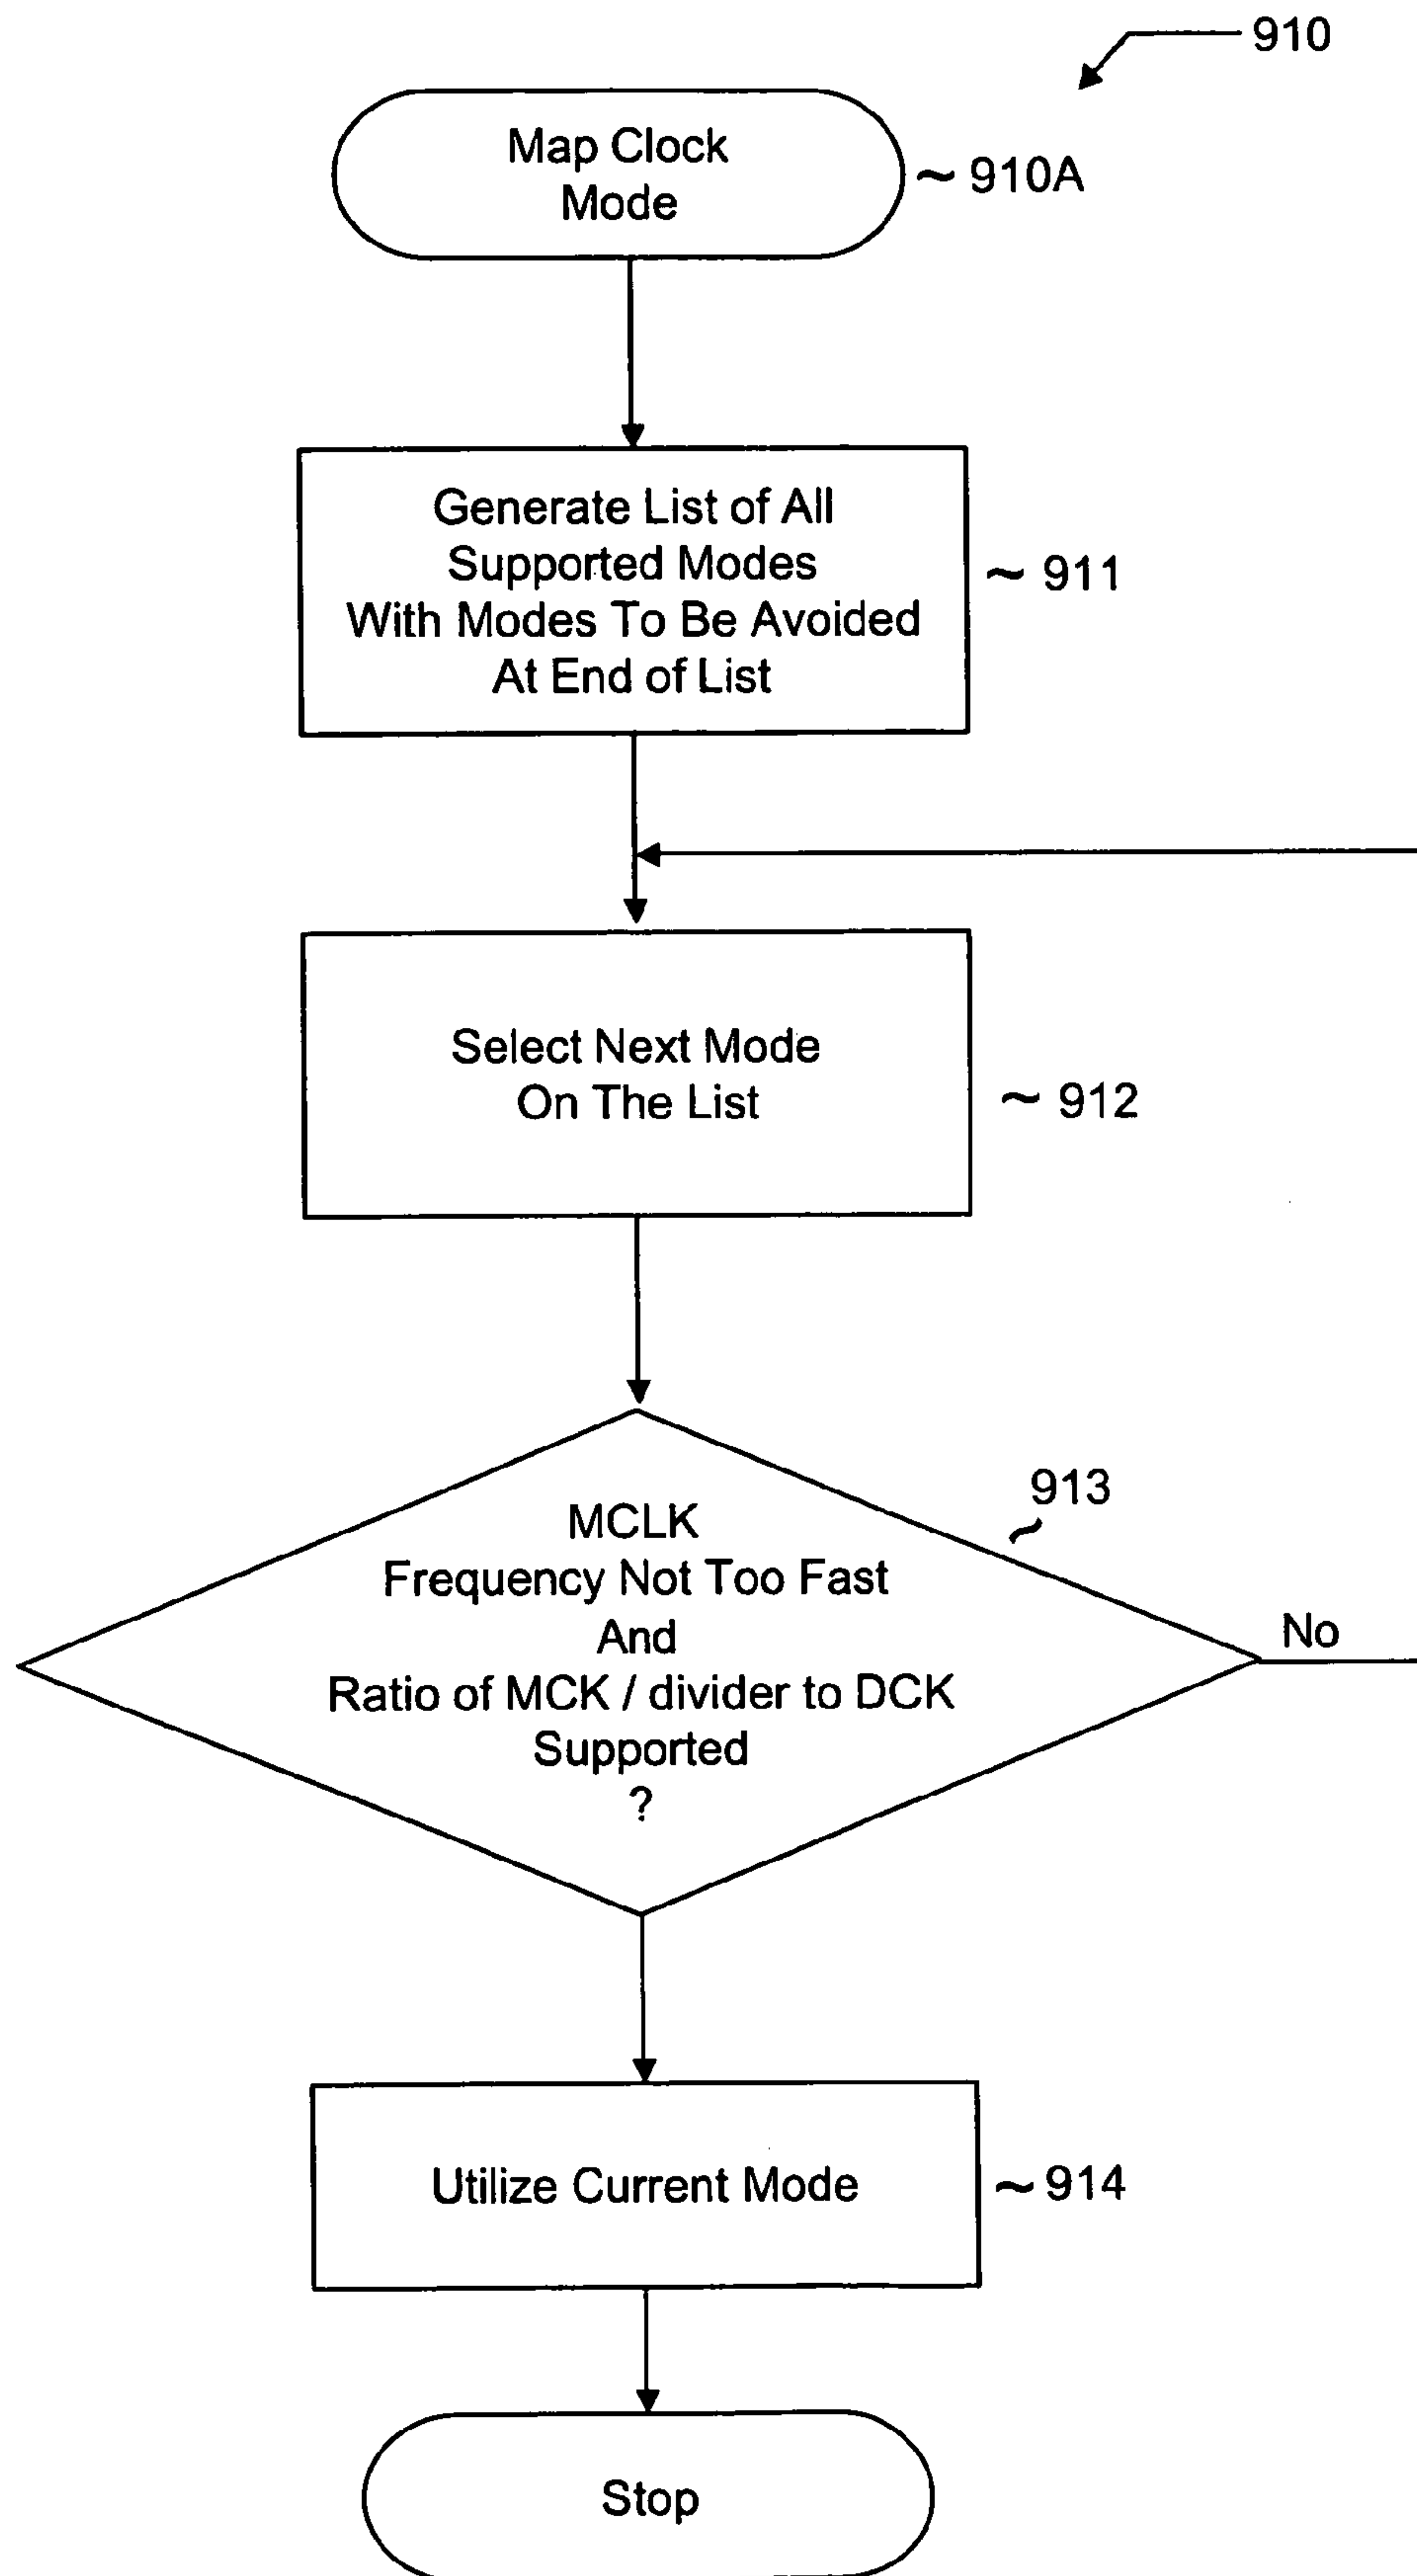 910
Map Clock
Mode
~ 910A
Generate List of All
Supported Modes
With Modes To Be Avoided
At End of List
~ 911
Select Next Mode
On The List
~ 912
913
~
MCLK
Frequency Not Too Fast
And
Ratio of MCK / divider to DCK
Supported
?
No
Utilize Current Mode
~ 914
Stop